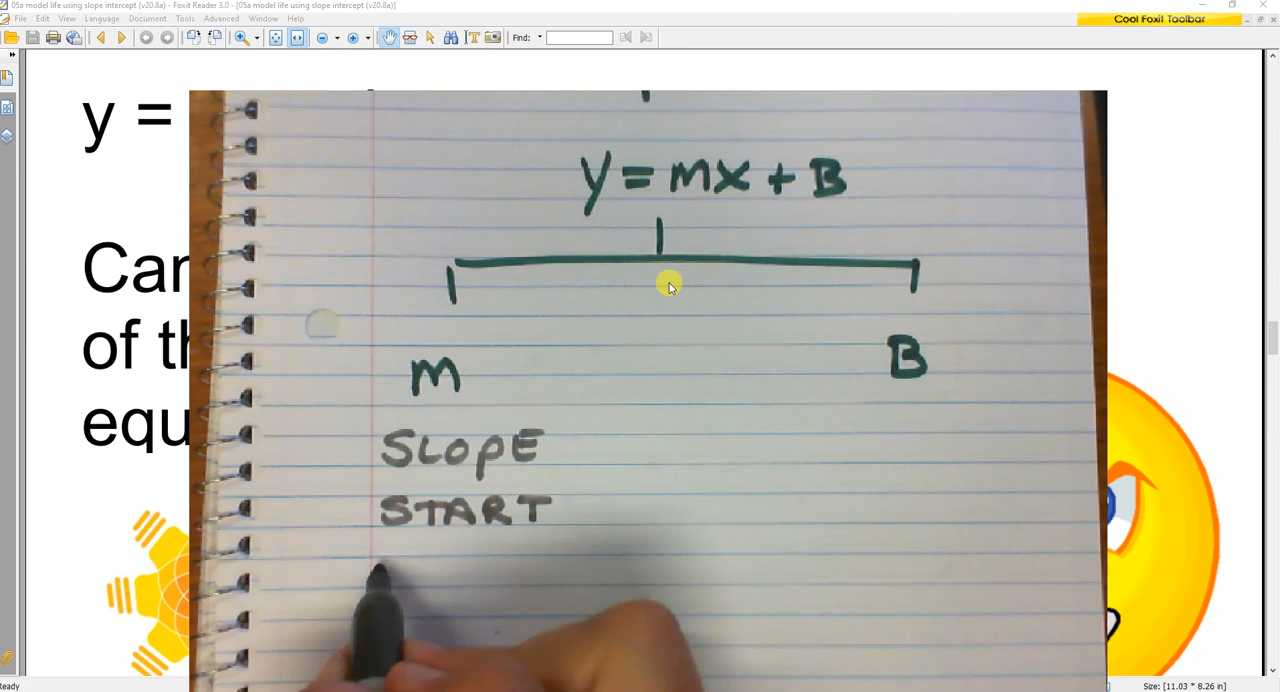 05a model life using slope intercept (v20.8a) - Foxit Reader 3.0 - [05a model life using slope intercept (v20.8a)]
File Edit View Language Document Tools Advanced Window Help
Cool Foxit Toolbar
Find:
y =
y = mx + B
Can
of th
m B
equ
SLOPE
START
Ready Size: [11.03 * 8.26 in]